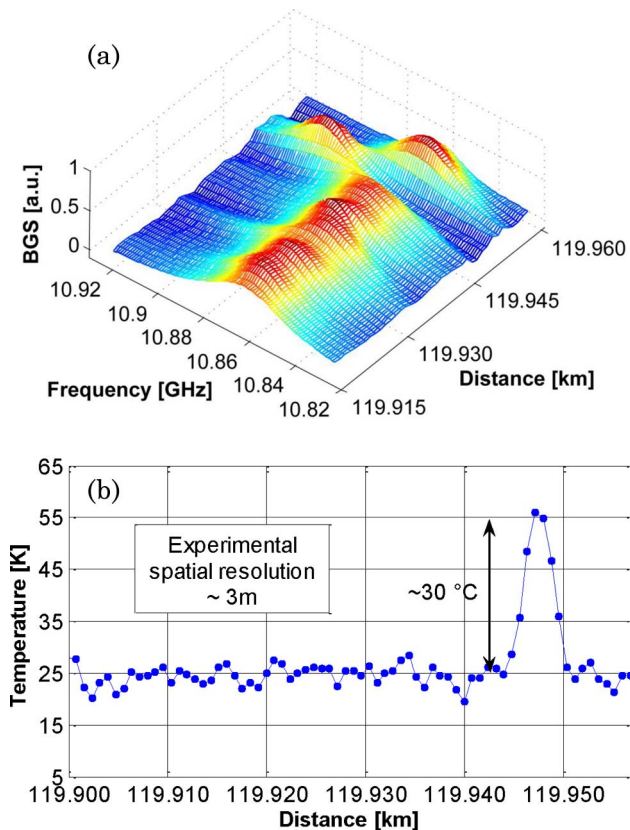 (a)
BGS [a.u.]
1
0.5
0
10.92
10.9
10.88
10.86
10.84
10.82
Frequency [GHz]
119.960
119.945
119.930
119.915
Distance [km]
(b)
Temperature [K]
65
55
45
35
25
15
5
Experimental
spatial resolution
~ 3m
~30 °C
119.900 119.910 119.920 119.930 119.940 119.950
Distance [km]